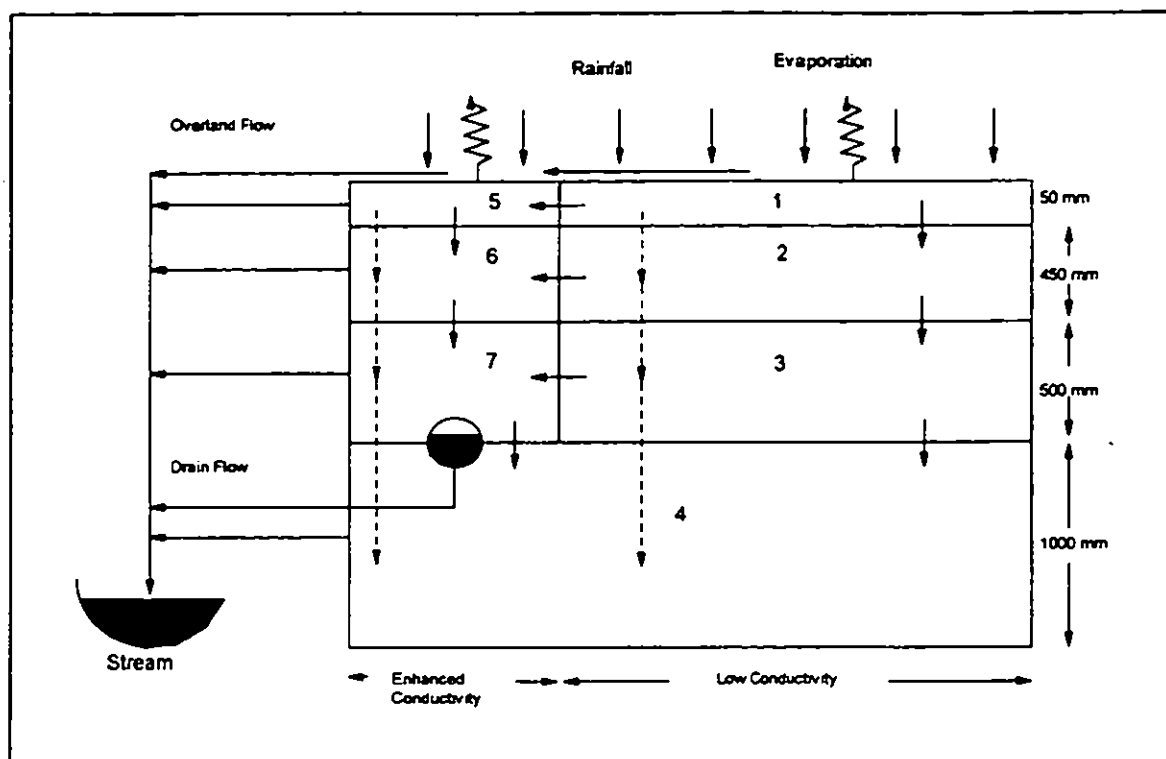 Rainfall
Evaporation
Overland Flow
5
1
50 mm
6
2
450 mm
7
3
500 mm
Drain Flow
4
1000 mm
Stream
Enhanced
Conductivity
Low Conductivity